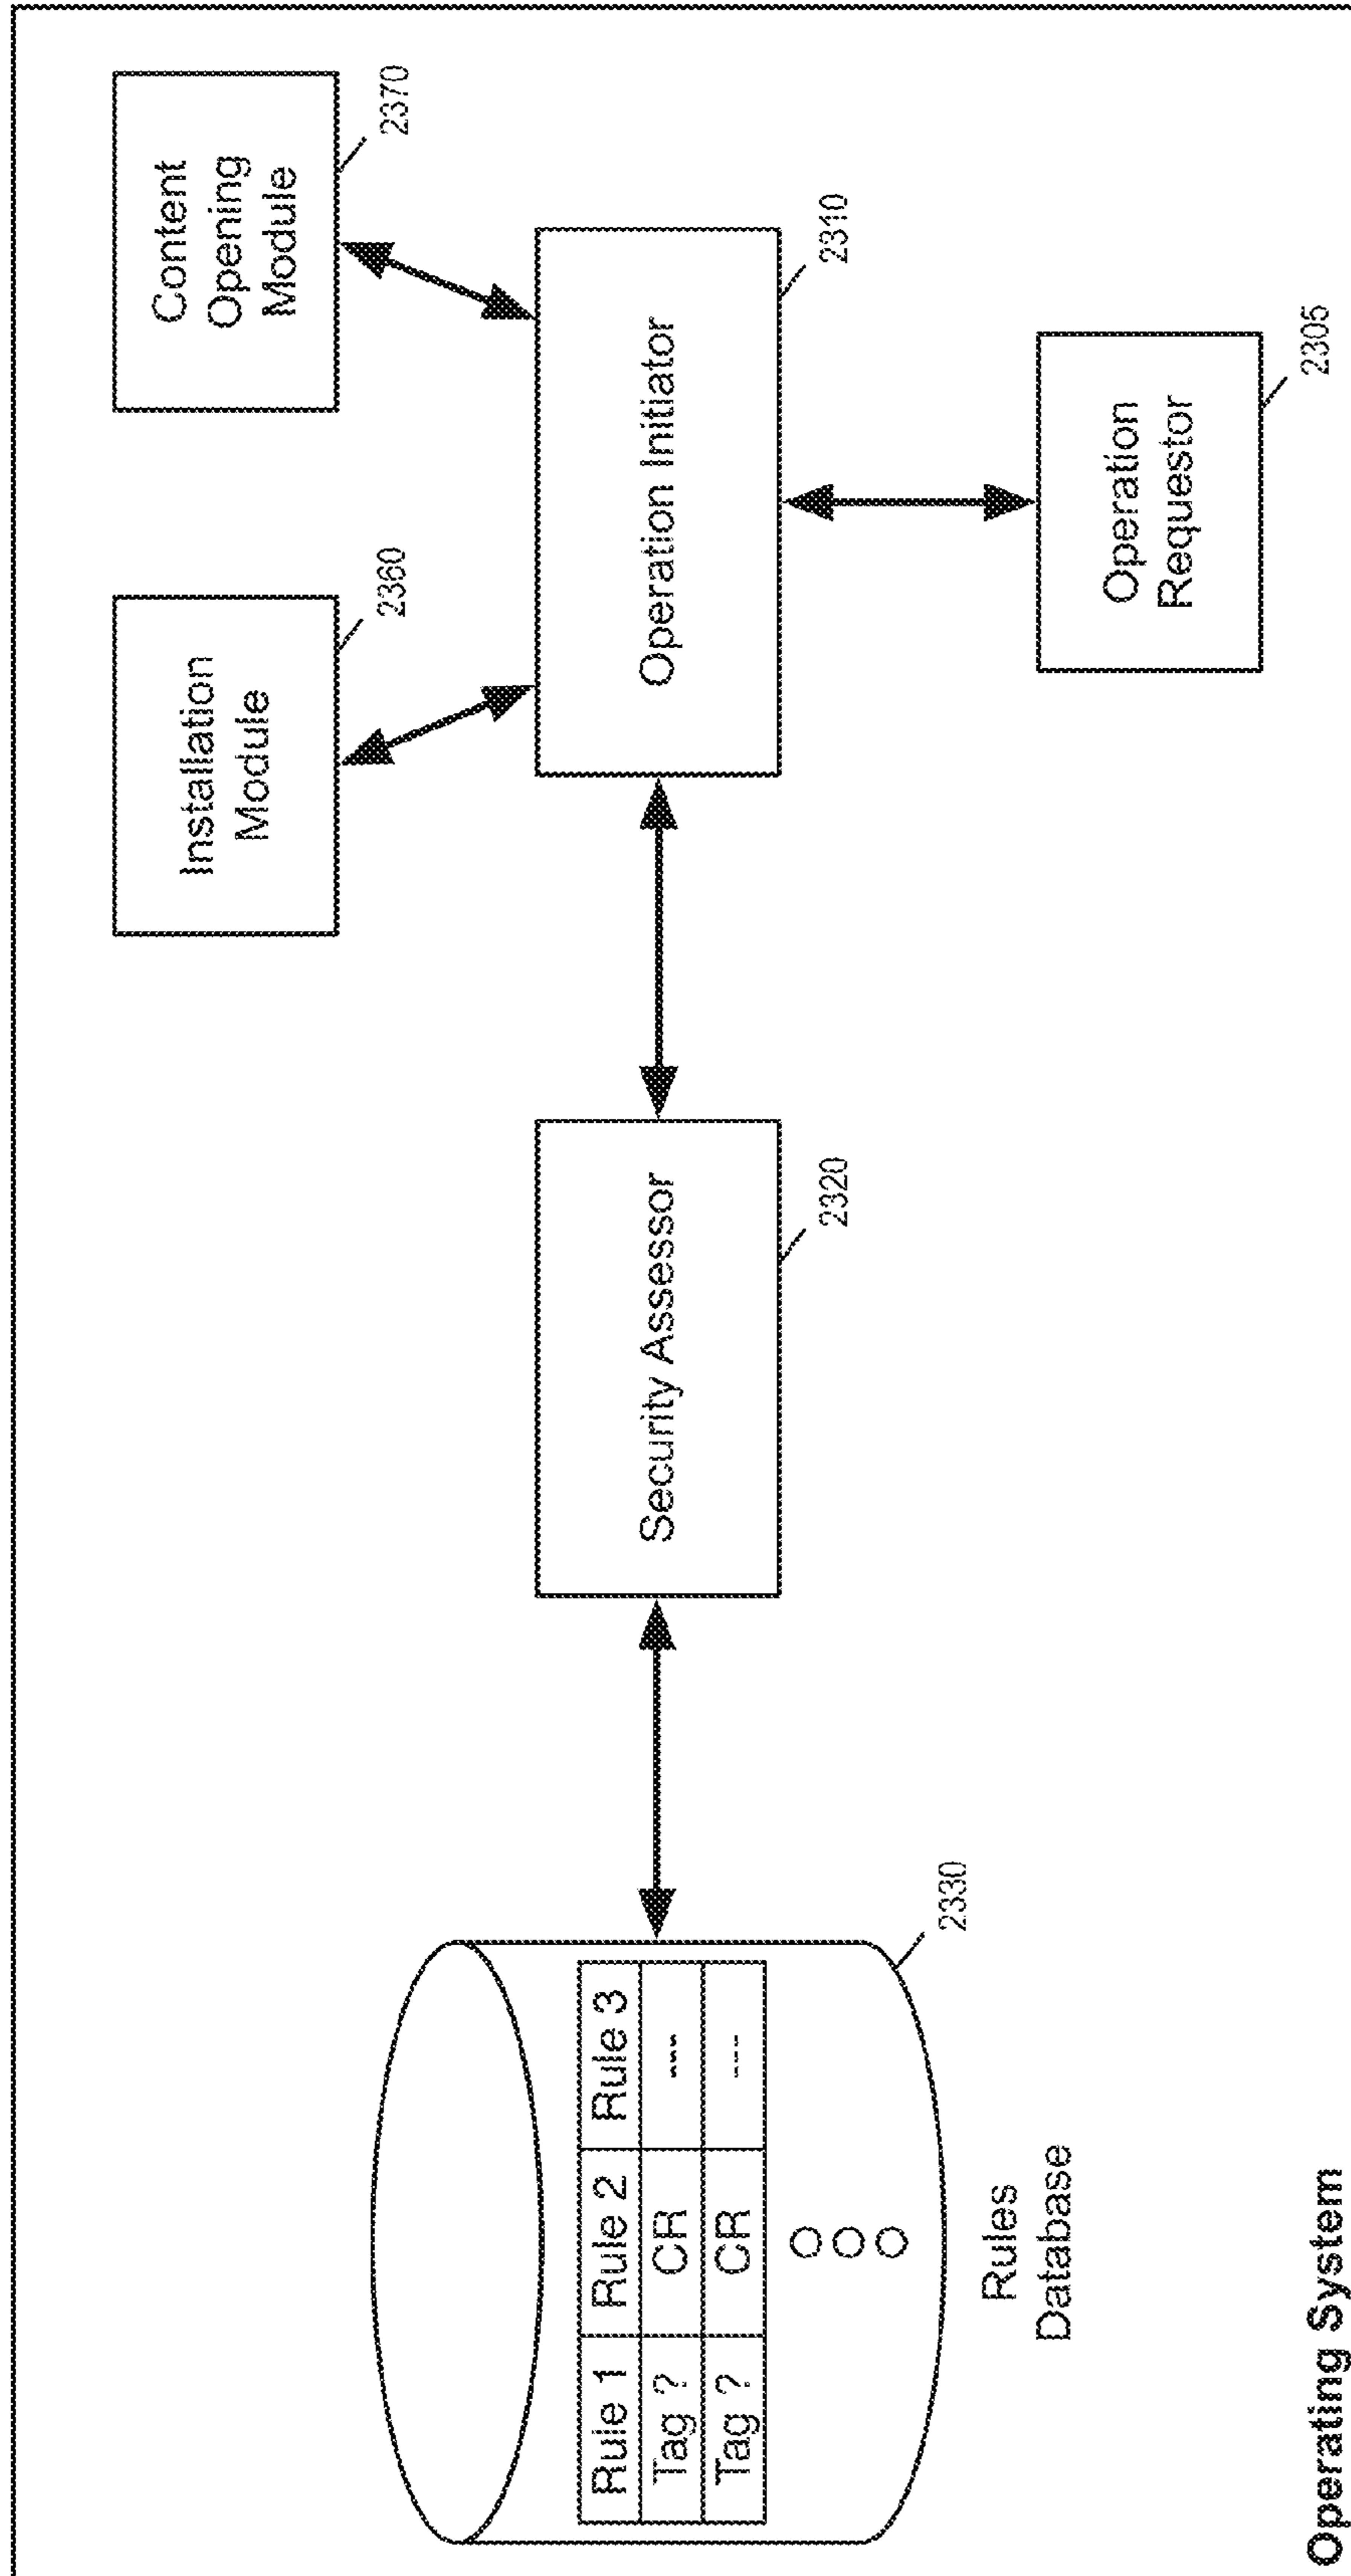 Installation
Module
2360
Content
Opening
Module
2370
Rule 1 Rule 2 Rule 3
Tag ? CR ---
Tag ? CR ---
2330
Rules
Database
Security Assessor
2320
Operation Initiator
2310
Operation
Requestor
2305
Operating System